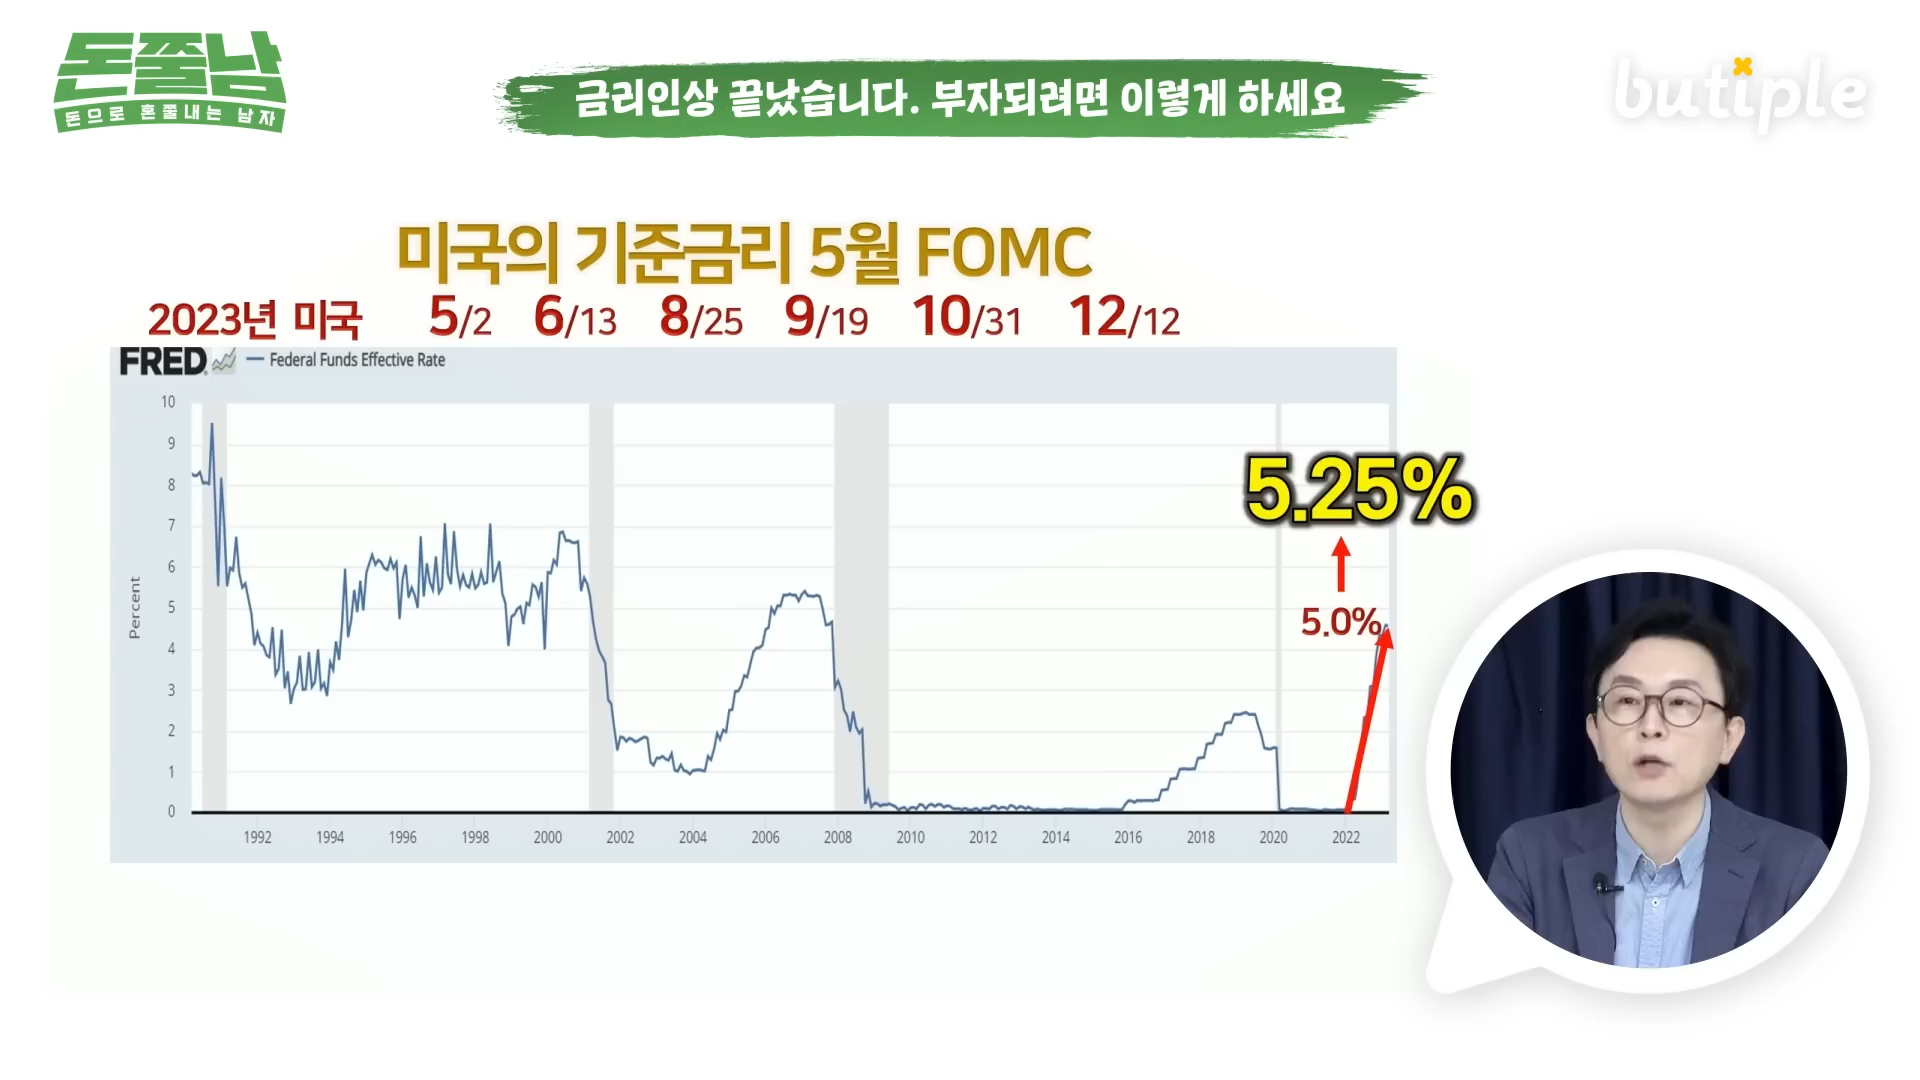 돈쭐남
돈으로 혼쭐내는 남자
금리인상 끝났습니다. 부자되려면 이렇게 하세요
butiple
미국의 기준금리 5월 FOMC
2023년 미국 5/2 6/13 8/25 9/19 10/31 12/12
FRED Federal Funds Effective Rate
10
9
8
7
6
5
4
3
2
1
0
Percent
5.25%
5.0%
1992 1994 1996 1998 2000 2002 2004 2006 2008 2010 2012 2014 2016 2018 2020 2022